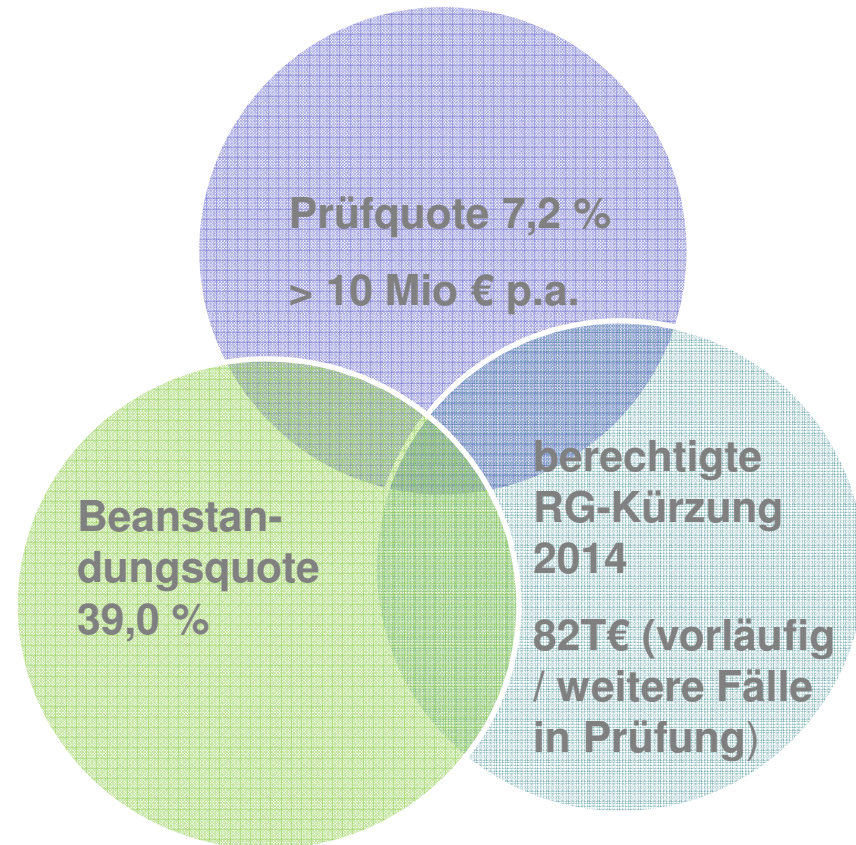 Prüfquote 7,2 %
> 10 Mio € p.a.
Beanstan-
dungsquote
39,0 %
berechtigte
RG-Kürzung
2014
82T€ (vorläufig
/ weitere Fälle
in Prüfung)